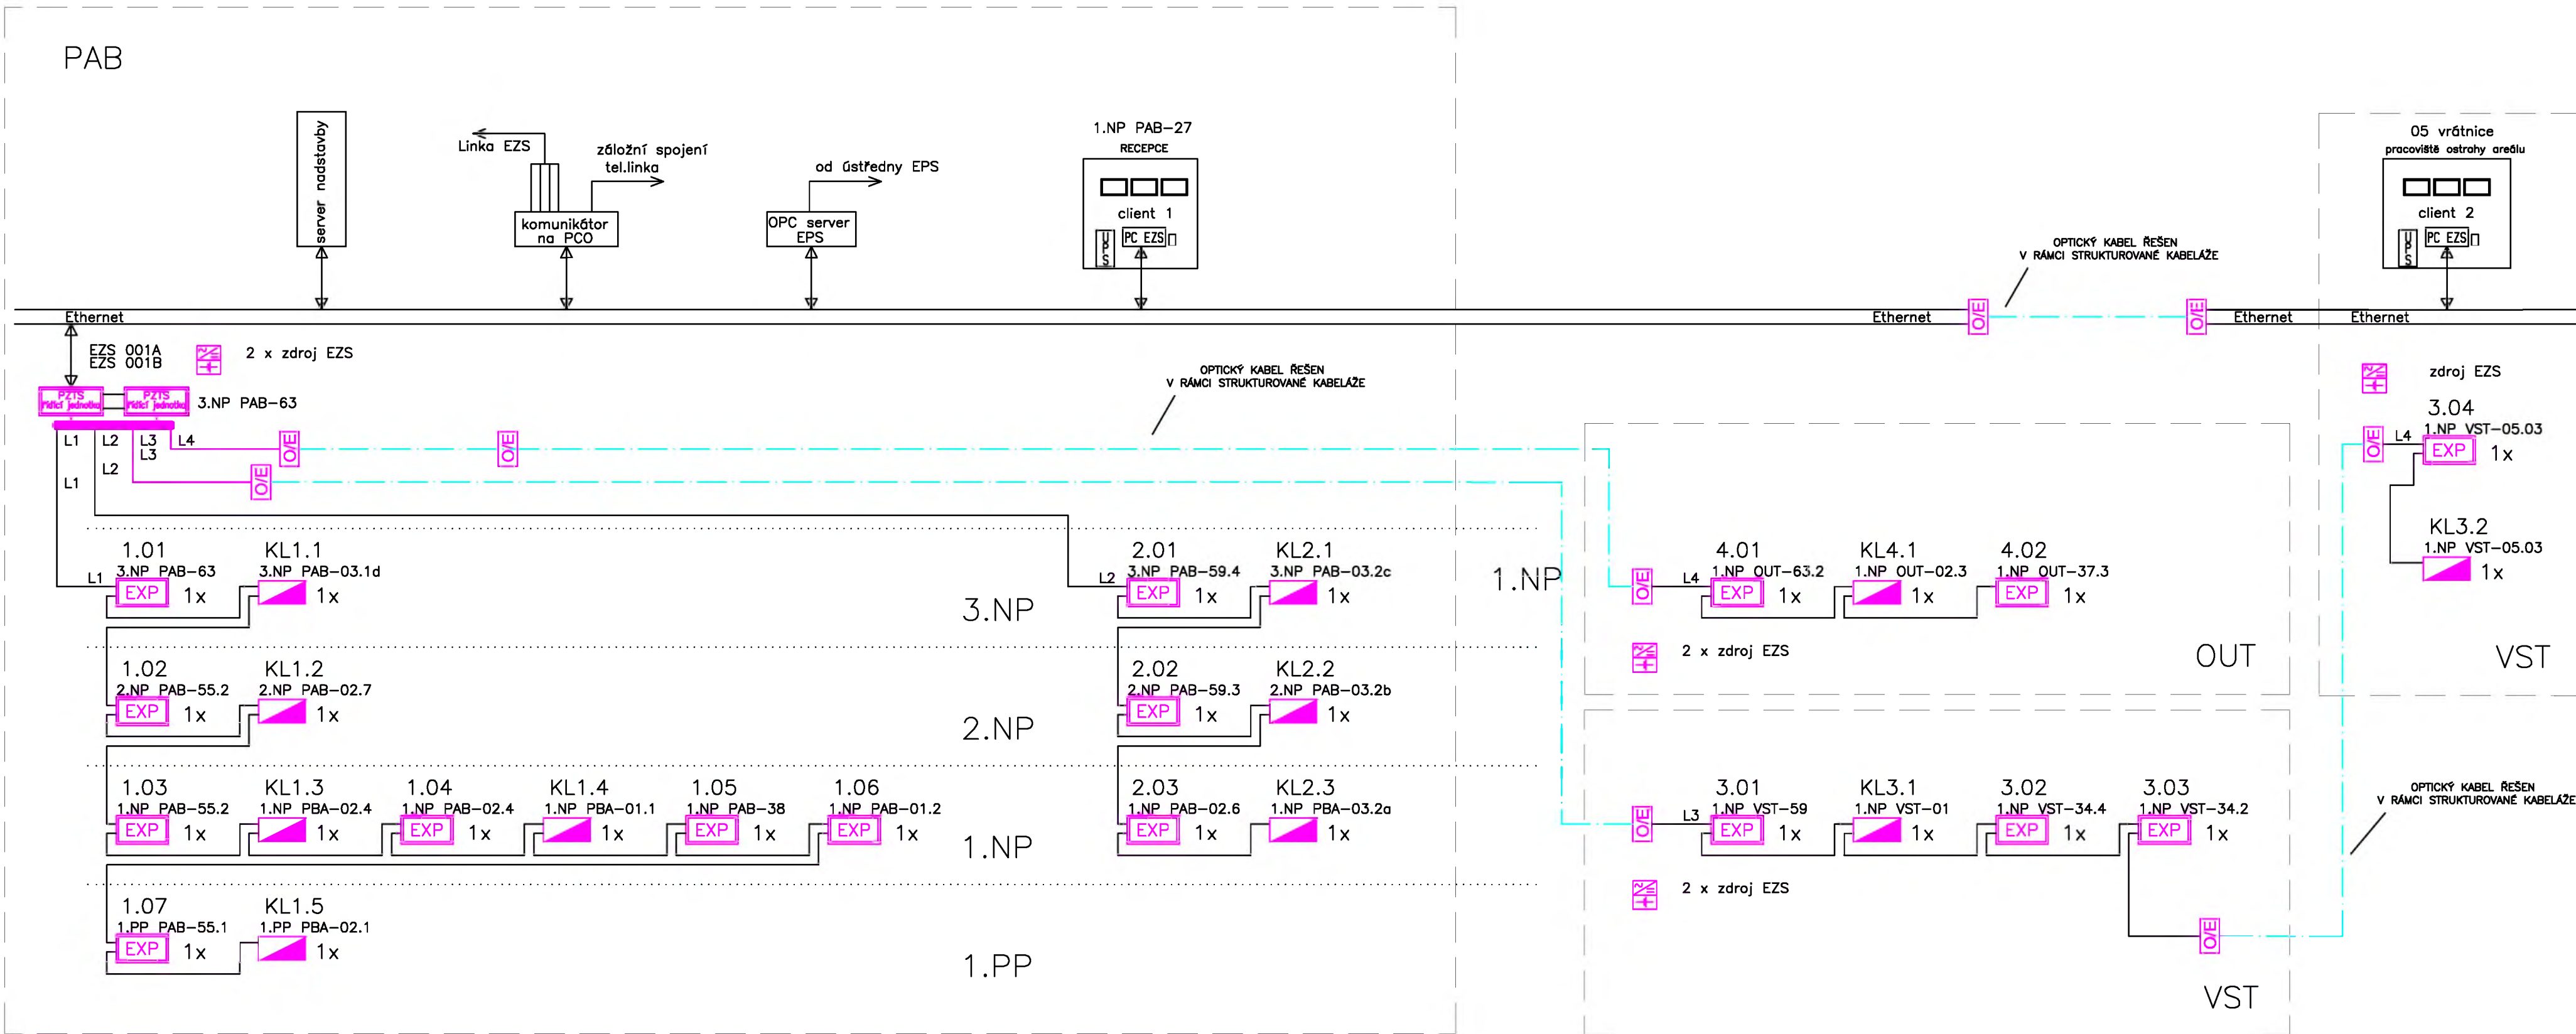 PAB
server nadstavby
Linka EZS
záložní spojení
tel.linka
komunikátor
na PCO
od ústředny EPS
OPC server
EPS
1.NP PAB-27
RECEPCE
client 1
UPS
PC EZS
05 vrátnice
pracoviště ostrahy areálu
client 2
UPS
PC EZS
OPTICKÝ KABEL ŘEŠEN
V RÁMCI STRUKTUROVANÉ KABELÁŽE
Ethernet
Ethernet
O/E
O/E
Ethernet
Ethernet
EZS 001A
EZS 001B
2 x zdroj EZS
PZTS
řídící jednotka
PZTS
řídící jednotka
3.NP PAB-63
OPTICKÝ KABEL ŘEŠEN
V RÁMCI STRUKTUROVANÉ KABELÁŽE
zdroj EZS
L1
L2
L3
L4
L3
L2
L1
O/E
O/E
O/E
3.04
1.NP VST-05.03
O/E
L4
EXP
1x
KL3.2
1.NP VST-05.03
1x
VST
1.01
3.NP PAB-63
L1
EXP
1x
KL1.1
3.NP PAB-03.1d
1x
3.NP
2.01
3.NP PAB-59.4
L2
EXP
1x
KL2.1
3.NP PAB-03.2c
1x
1.NP
O/E
L4
4.01
1.NP OUT-63.2
EXP
1x
KL4.1
1.NP OUT-02.3
1x
4.02
1.NP OUT-37.3
EXP
1x
2 x zdroj EZS
OUT
1.02
2.NP PAB-55.2
EXP
1x
KL1.2
2.NP PAB-02.7
1x
2.NP
2.02
2.NP PAB-59.3
EXP
1x
KL2.2
2.NP PAB-03.2b
1x
1.03
1.NP PAB-55.2
EXP
1x
KL1.3
1.NP PBA-02.4
1x
1.04
1.NP PAB-02.4
EXP
1x
KL1.4
1.NP PBA-01.1
1x
1.05
1.NP PAB-38
EXP
1x
1.06
1.NP PAB-01.2
EXP
1x
1.NP
2.03
1.NP PAB-02.6
EXP
1x
KL2.3
1.NP PBA-03.2a
1x
O/E
L3
3.01
1.NP VST-59
EXP
1x
KL3.1
1.NP VST-01
1x
3.02
1.NP VST-34.4
EXP
1x
3.03
1.NP VST-34.2
EXP
1x
OPTICKÝ KABEL ŘEŠEN
V RÁMCI STRUKTUROVANÉ KABELÁŽE
2 x zdroj EZS
O/E
VST
1.07
1.PP PAB-55.1
EXP
1x
KL1.5
1.PP PBA-02.1
1x
1.PP